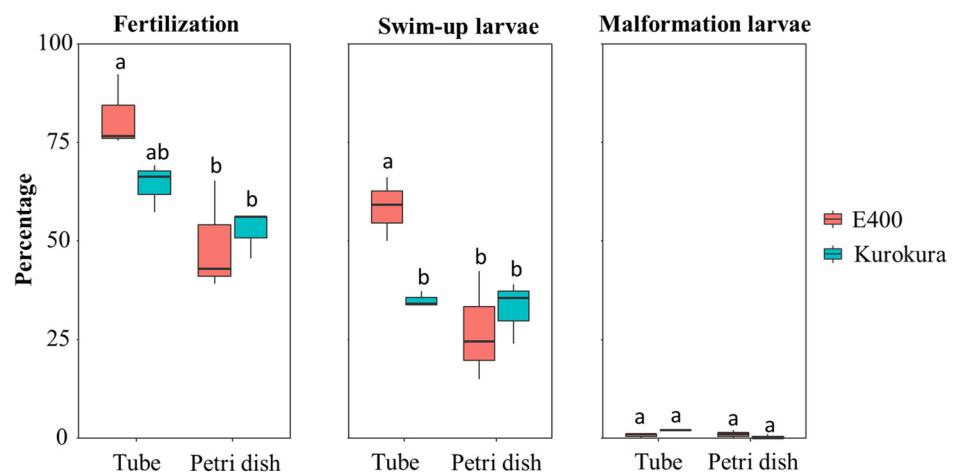 Fertilization
Swim-up larvae
Malformation larvae
Percentage
100
75
50
25
0
a
ab
b
b
a
b
b
b
a
a
a
a
Tube
Petri dish
Tube
Petri dish
Tube
Petri dish
E400
Kurokura